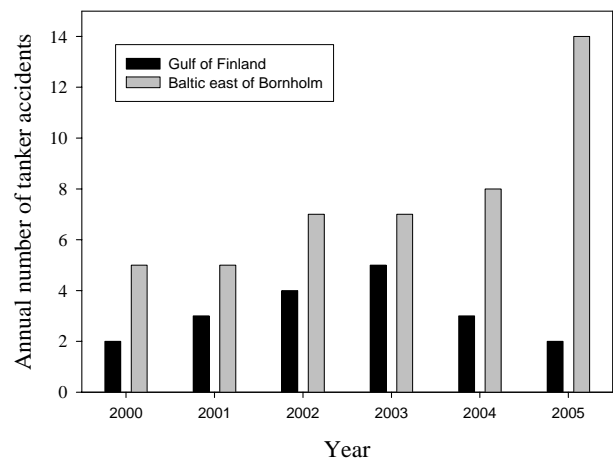 Annual number of tanker accidents
14
12
10
8
6
4
2
0
Gulf of Finland
Baltic east of Bornholm
2000 2001 2002 2003 2004 2005
Year